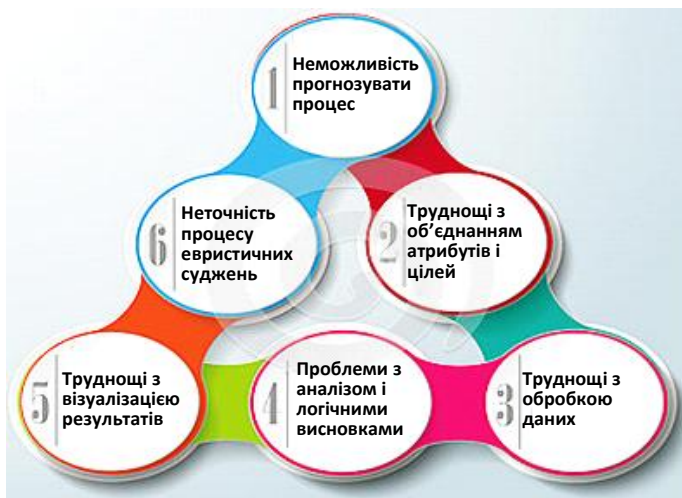 1
Неможливість
прогнозувати
процес
2
Труднощі з
об’єднанням
атрибутів і
цілей
3
Труднощі з
обробкою
даних
4
Проблеми з
аналізом і
логічними
висновками
5
Труднощі з
візуалізацією
результатів
6
Неточність
процесу
евристичних
суджень